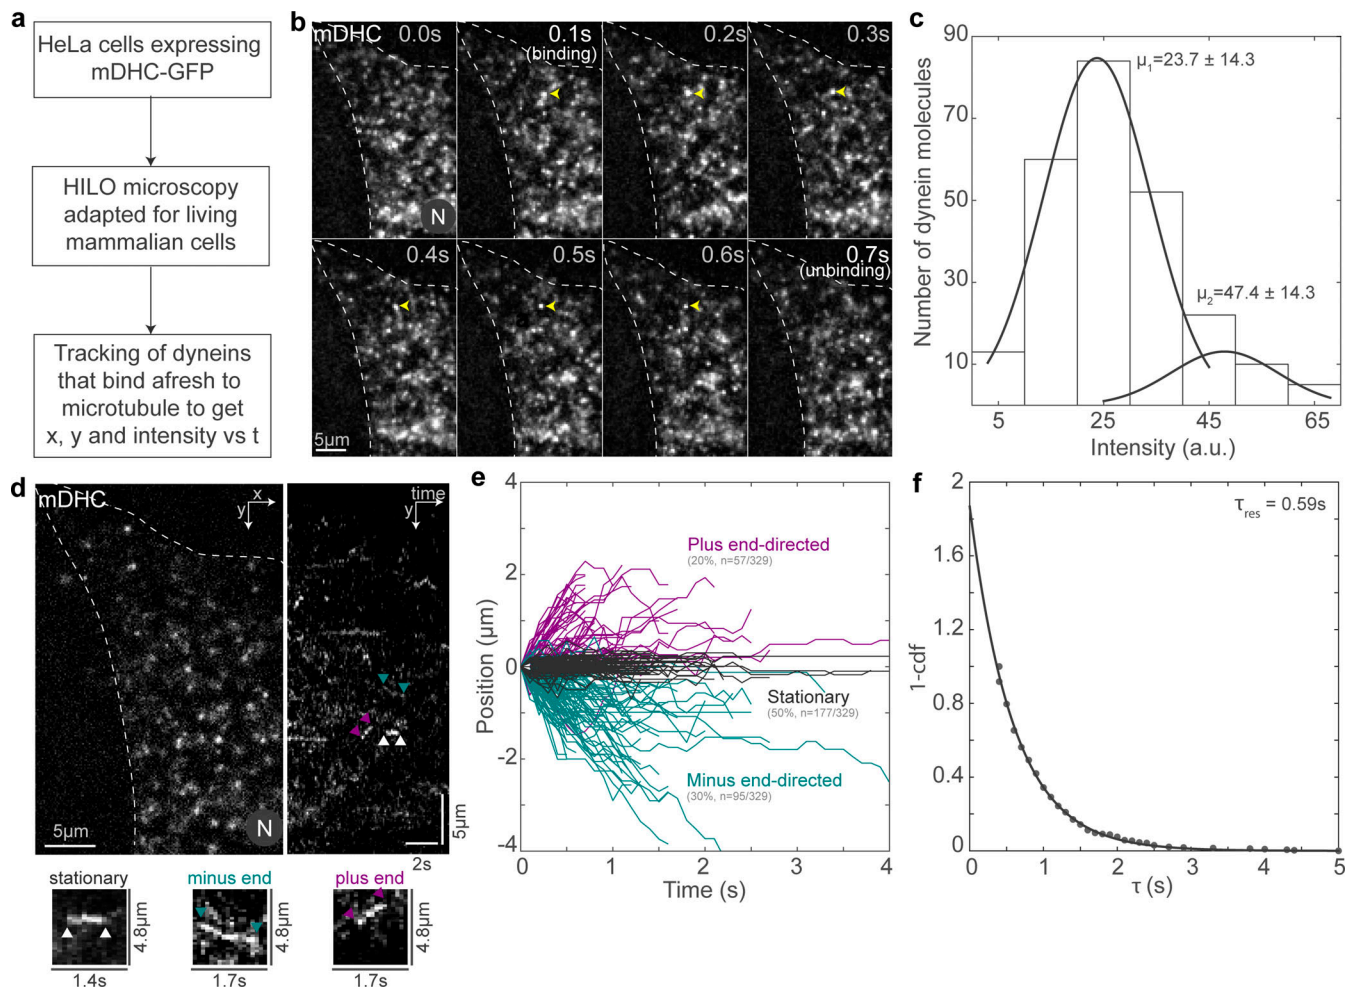 a
HeLa cells expressing
mDHC-GFP
HILO microscopy
adapted for living
mammalian cells
Tracking of dyneins
that bind afresh to
microtubule to get
x, y and intensity vs t
b
mDHC
0.0s
0.1s
(binding)
0.2s
0.3s
N
0.4s
0.5s
0.6s
0.7s
(unbinding)
5μm
c
Number of dynein molecules
90
70
50
30
10
μ1=23.7 ± 14.3
μ2=47.4 ± 14.3
5
25
45
65
Intensity (a.u.)
d
mDHC
x
y
N
5μm
time
y
5μm
2s
stationary
4.8μm
1.4s
minus end
4.8μm
1.7s
plus end
4.8μm
1.7s
e
Position (μm)
4
2
0
-2
-4
Plus end-directed
(20%, n=57/329)
Stationary
(50%, n=177/329)
Minus end-directed
(30%, n=95/329)
0
1
2
3
4
Time (s)
f
1-cdf
2
1.6
1.2
0.8
0.4
0
τres = 0.59s
0
1
2
3
4
5
τ (s)